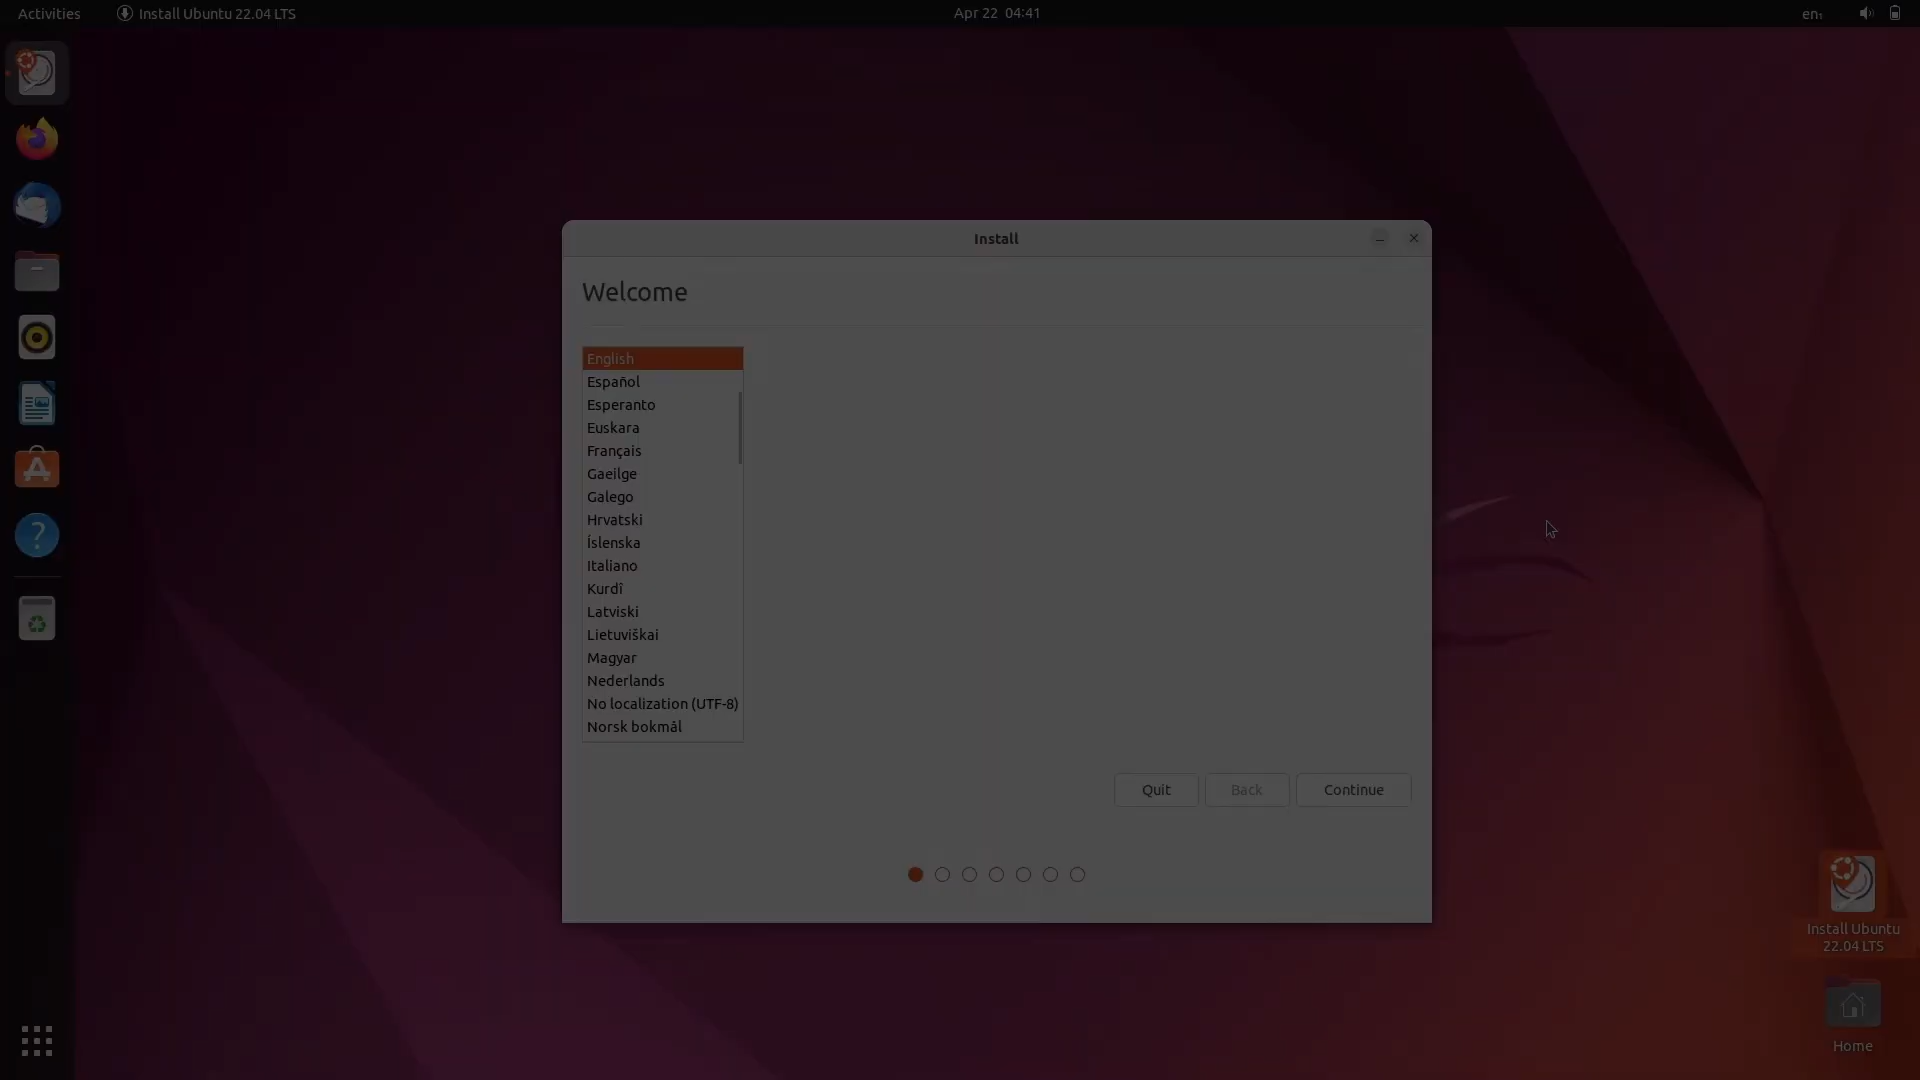 Activities
Install Ubuntu 22.04 LTS
Apr 22 04:41
en₁
Install
Welcome
English
Español
Esperanto
Euskara
Français
Gaeilge
Galego
Hrvatski
Íslenska
Italiano
Kurdî
Latviski
Lietuviškai
Magyar
Nederlands
No localization (UTF-8)
Norsk bokmål
Quit
Back
Continue
Install Ubuntu
22.04 LTS
Home